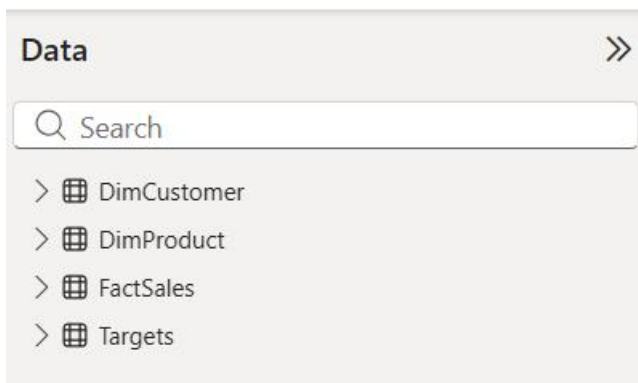 Data
Search
DimCustomer
DimProduct
FactSales
Targets